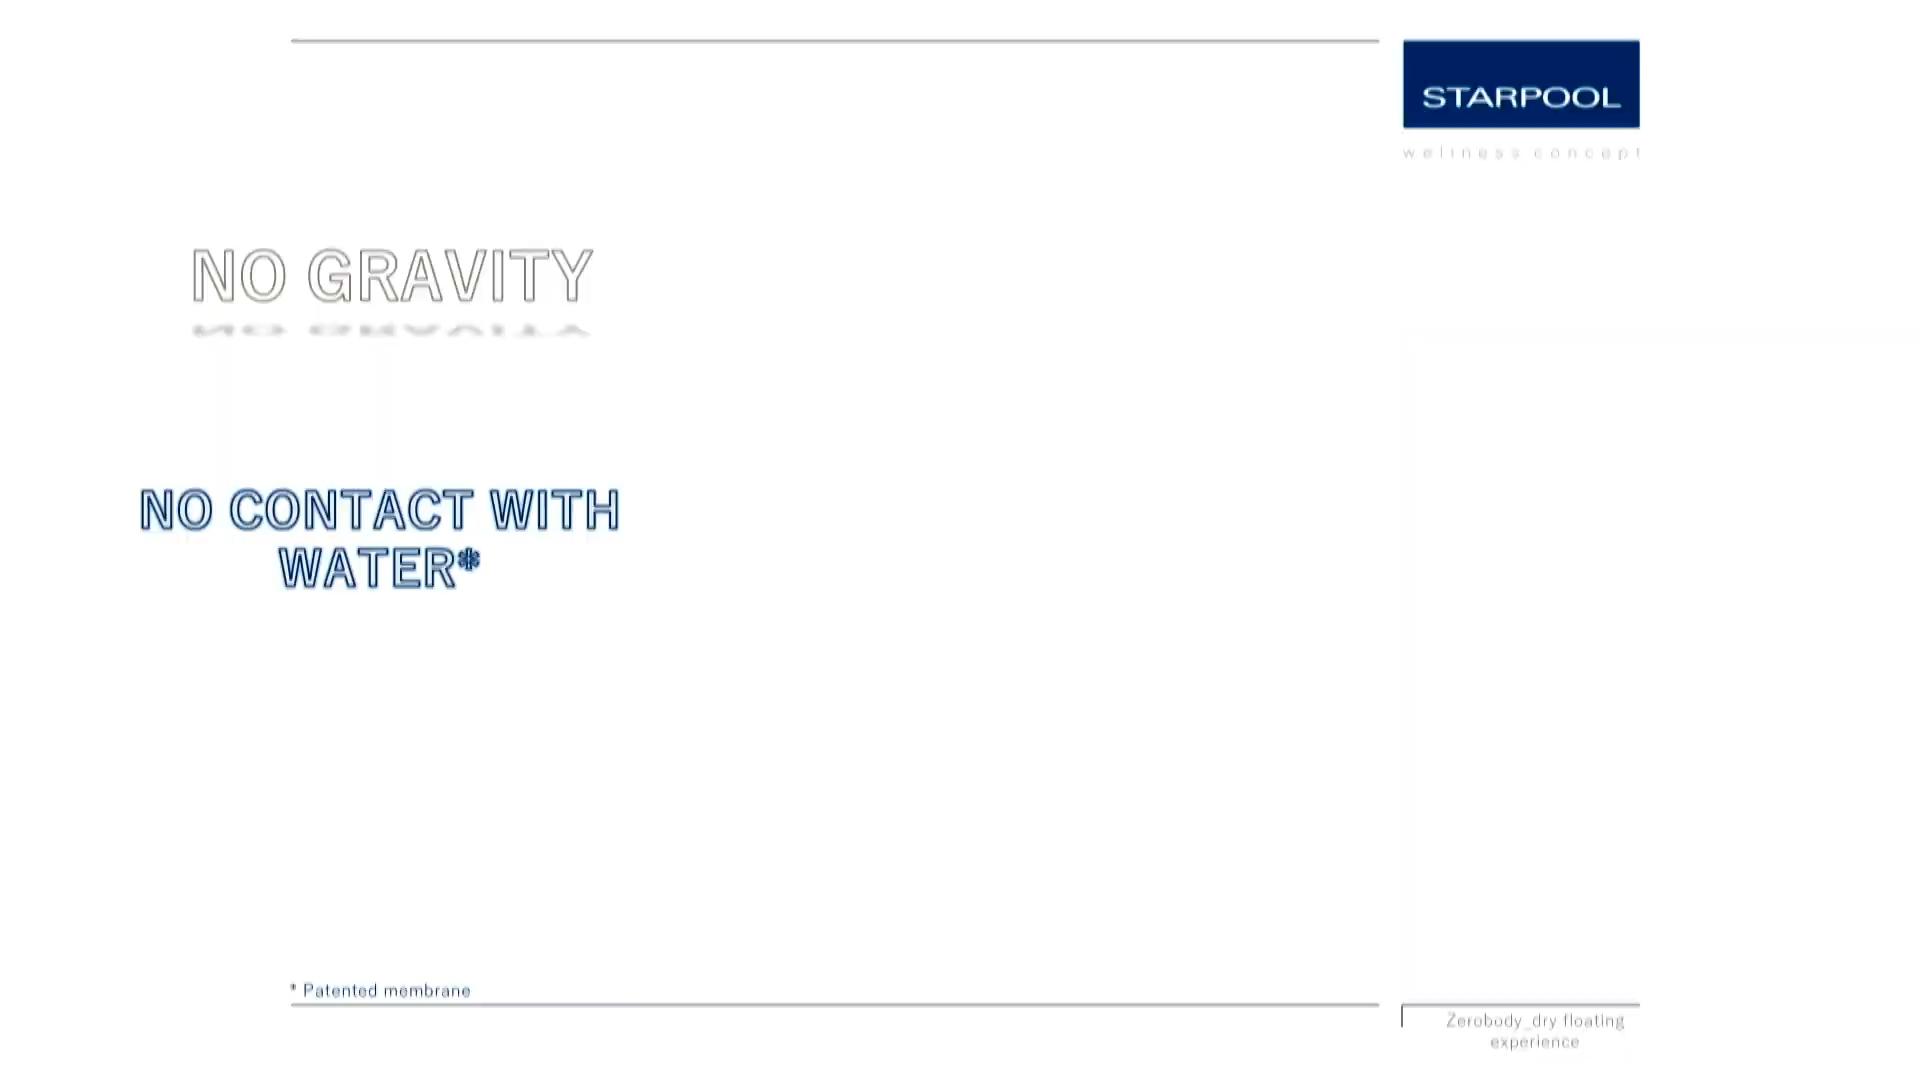 STARPOOL
wellness concept
NO GRAVITY
NO CONTACT WITH
WATER*
* Patented membrane
Zerobody_dry floating
experience